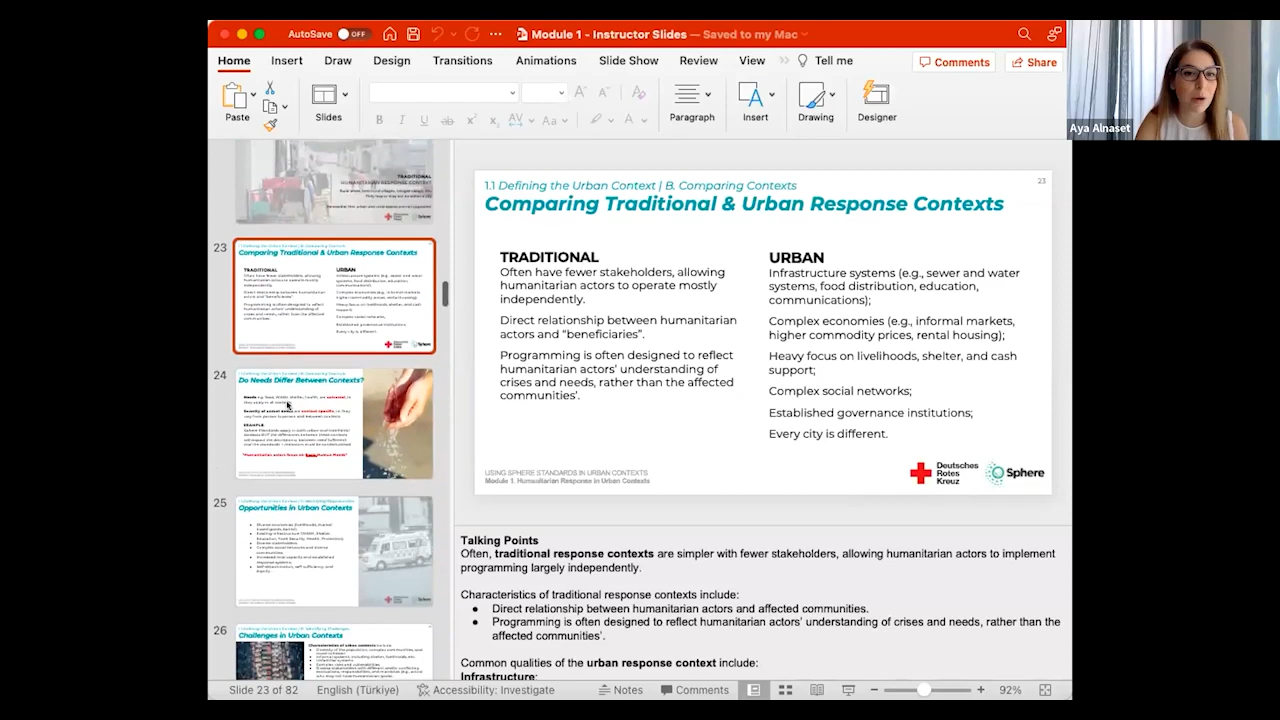 AutoSave OFF
Module 1 - Instructor Slides — Saved to my Mac
Home Insert Draw Design Transitions Animations Slide Show Review View Tell me Comments Share
Paste Slides Paragraph Insert Drawing Designer
Aya Alnaset
TRADITIONAL
HUMANITARIAN RESPONSE CONTEXT
23
Comparing Traditional & Urban Response Contexts
TRADITIONAL
URBAN
24
Do Needs Differ Between Contexts?
25
Opportunities in Urban Contexts
26
Challenges in Urban Contexts
1.1 Defining the Urban Context | B. Comparing Contexts
23
Comparing Traditional & Urban Response Contexts
TRADITIONAL
Often have fewer stakeholders, allowing
humanitarian actors to operate mostly
independently.
Direct relationship between humanitarian
actors and “beneficiaries”.
Programming is often designed to reflect
humanitarian actors’ understanding of
crises and needs, rather than the affected
communities’.
URBAN
Infrastructure systems (e.g., sewer and water
systems, food distribution, education,
communications);
Complex economies (e.g., informal markets,
higher commodity prices, rental housing);
Heavy focus on livelihoods, shelter, and cash
support;
Complex social networks;
Established governance institutions;
Every city is different.
USING SPHERE STANDARDS IN URBAN CONTEXTS
Module 1. Humanitarian Response in Urban Contexts
Deutsches
Rotes
Kreuz
Sphere
Talking Points
Often, traditional response contexts are simpler with fewer stakeholders, allowing humanitarian actors to implement
programming largely independently.
Characteristics of traditional response contexts include:
● Direct relationship between humanitarian actors and affected communities.
● Programming is often designed to reflect humanitarian actors’ understanding of crises and needs, rather than the
affected communities’.
Common qualities of the urban response context include:
Infrastructure:
Slide 23 of 82 English (Türkiye) Accessibility: Investigate Notes Comments 92%